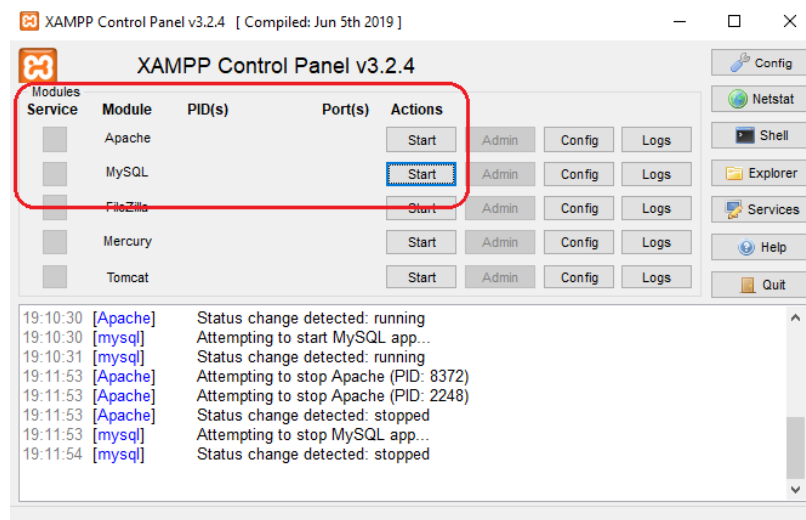 XAMPP Control Panel v3.2.4 [ Compiled: Jun 5th 2019 ]
XAMPP Control Panel v3.2.4
Config
Modules
Service Module PID(s) Port(s) Actions
Netstat
Apache Start Admin Config Logs
Shell
MySQL Start Admin Config Logs
Explorer
FileZilla Start Admin Config Logs
Services
Mercury Start Admin Config Logs
Help
Tomcat Start Admin Config Logs
Quit
19:10:30 [Apache] Status change detected: running
19:10:30 [mysql] Attempting to start MySQL app...
19:10:31 [mysql] Status change detected: running
19:11:53 [Apache] Attempting to stop Apache (PID: 8372)
19:11:53 [Apache] Attempting to stop Apache (PID: 2248)
19:11:53 [Apache] Status change detected: stopped
19:11:53 [mysql] Attempting to stop MySQL app...
19:11:54 [mysql] Status change detected: stopped